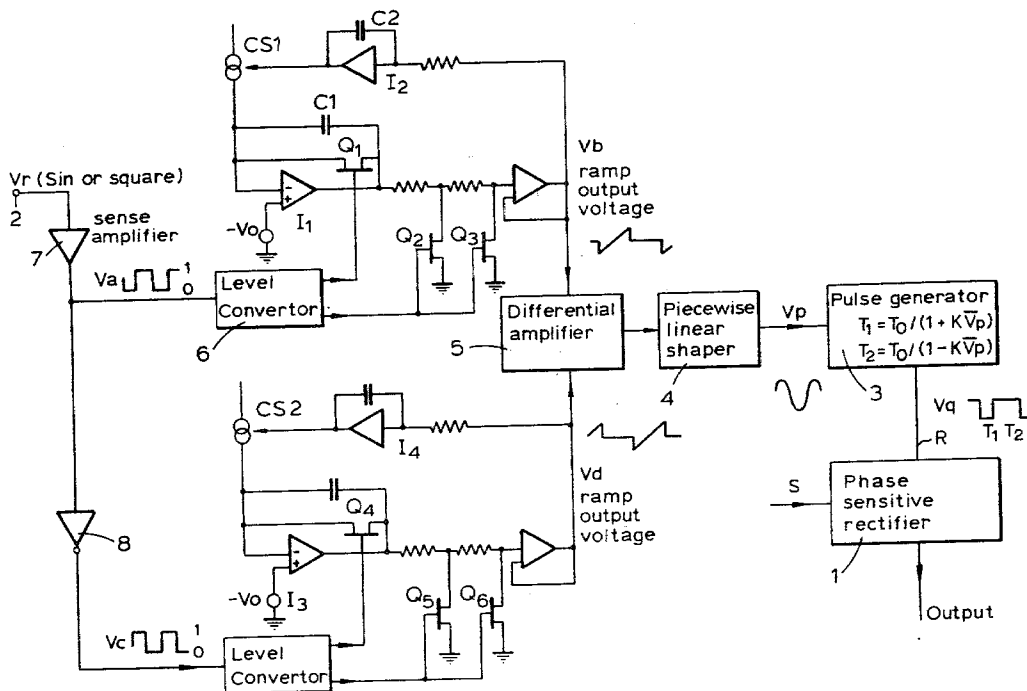 C2
CS1
I2
C1
Q1
Vr (Sin or square)
2
sense
amplifier
7
-Vo
I1
Q2
Q3
Vb
ramp
output
voltage
Va
1
0
Level
Convertor
6
Differential
amplifier
5
Piecewise
linear
shaper
4
Vp
Pulse generator
T1 = To/(1 + KV̅p)
T2 = To/(1 - KV̅p)
3
CS2
I4
Vq
T1 T2
R
Vd
ramp
output
voltage
Q4
S
Phase
sensitive
rectifier
1
8
-Vo
I3
Q5
Q6
Output
Vc
1
0
Level
Convertor